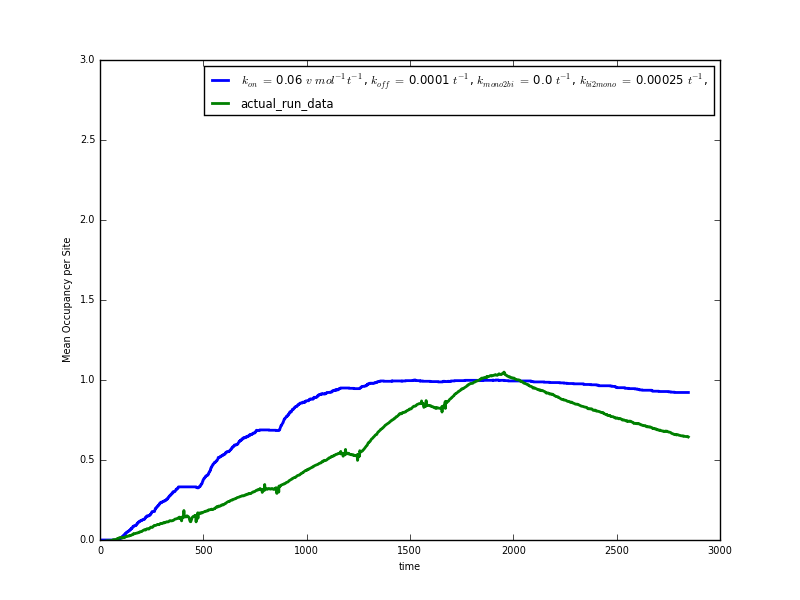 k_on = 0.06 v mol⁻¹t⁻¹, k_off = 0.0001 t⁻¹, k_mono2bi = 0.0 t⁻¹, k_bi2mono = 0.00025 t⁻¹,
actual_run_data
3.0
2.5
2.0
1.5
1.0
0.5
0.0
Mean Occupancy per Site
0 500 1000 1500 2000 2500 3000
time